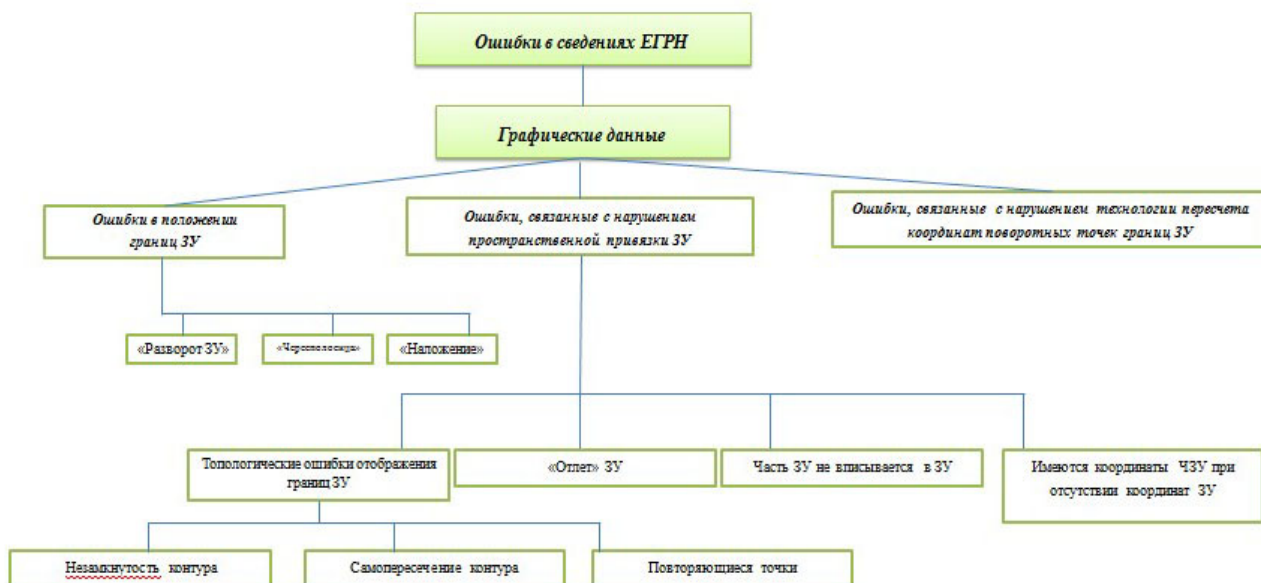 Ошибки в сведениях ЕГРН
Графические данные
Ошибки в положении
границ ЗУ
Ошибки, связанные с нарушением
пространственной привязки ЗУ
Ошибки, связанные с нарушением технологии пересчета
координат поворотных точек границ ЗУ
«Разворот ЗУ»
«Чересполосица»
«Наложение»
Топологические ошибки отображения
границ ЗУ
«Отлет» ЗУ
Часть ЗУ не вписывается в ЗУ
Имеются координаты ЧЗУ при
отсутствии координат ЗУ
Незамкнутость контура
Самопересечение контура
Повторяющиеся точки